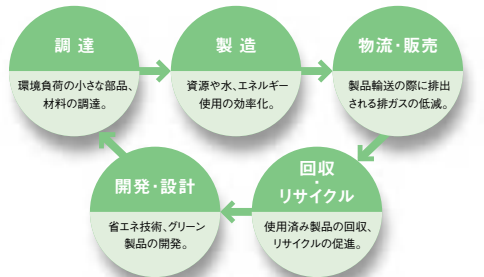 調達
環境負荷の小さな部品、
材料の調達。
製造
資源や水、エネルギー
使用の効率化。
物流・販売
製品輸送の際に排出
される排ガスの低減。
回収
・
リサイクル
使用済み製品の回収、
リサイクルの促進。
開発・設計
省エネ技術、グリーン
製品の開発。